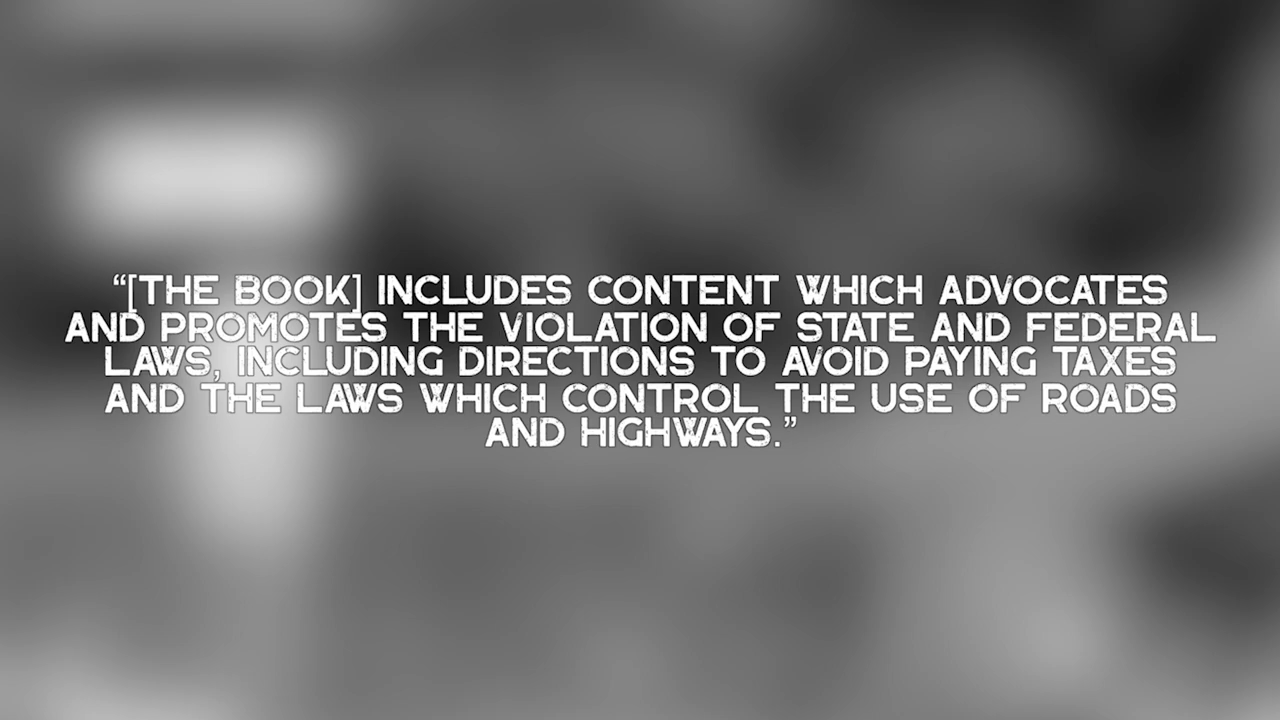 “[THE BOOK] INCLUDES CONTENT WHICH ADVOCATES
AND PROMOTES THE VIOLATION OF STATE AND FEDERAL
LAWS, INCLUDING DIRECTIONS TO AVOID PAYING TAXES
AND THE LAWS WHICH CONTROL THE USE OF ROADS
AND HIGHWAYS.”